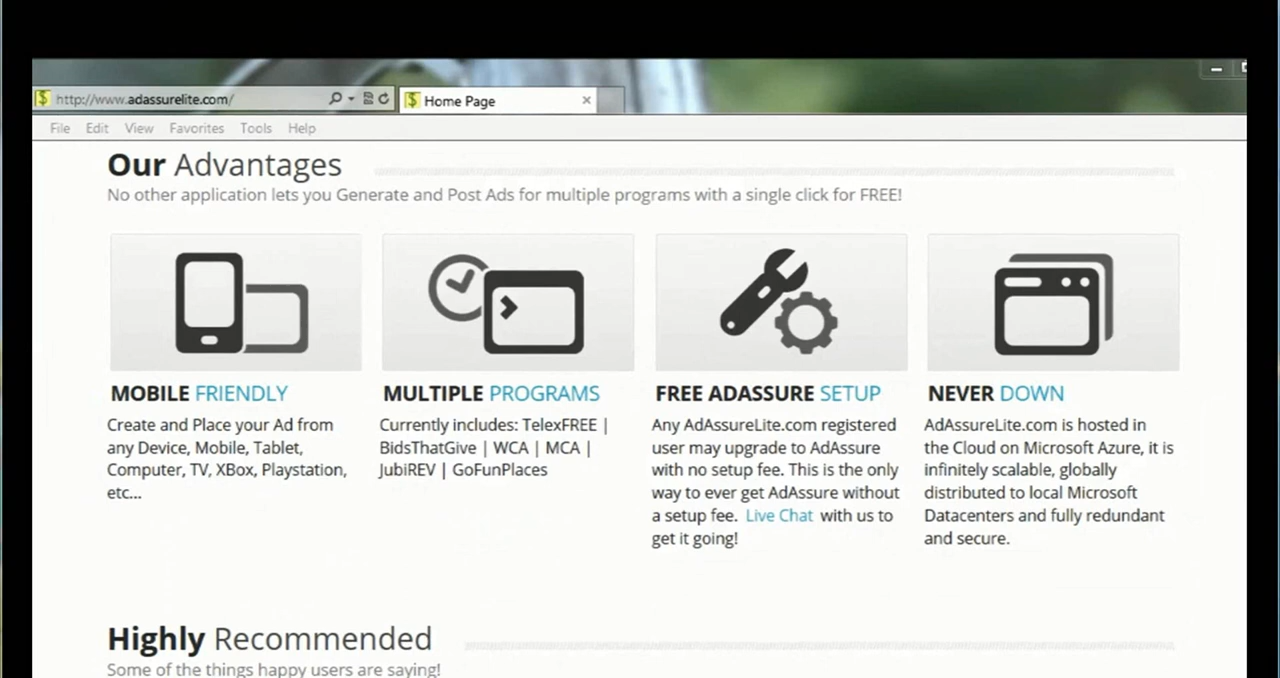 http://www.adassurelite.com/
Home Page
File Edit View Favorites Tools Help
Our Advantages
No other application lets you Generate and Post Ads for multiple programs with a single click for FREE!
MOBILE FRIENDLY
Create and Place your Ad from
any Device, Mobile, Tablet,
Computer, TV, XBox, Playstation,
etc...
MULTIPLE PROGRAMS
Currently includes: TelexFREE |
BidsThatGive | WCA | MCA |
JubiREV | GoFunPlaces
FREE ADASSURE SETUP
Any AdAssureLite.com registered
user may upgrade to AdAssure
with no setup fee. This is the only
way to ever get AdAssure without
a setup fee. Live Chat with us to
get it going!
NEVER DOWN
AdAssureLite.com is hosted in
the Cloud on Microsoft Azure, it is
infinitely scalable, globally
distributed to local Microsoft
Datacenters and fully redundant
and secure.
Highly Recommended
Some of the things happy users are saying!